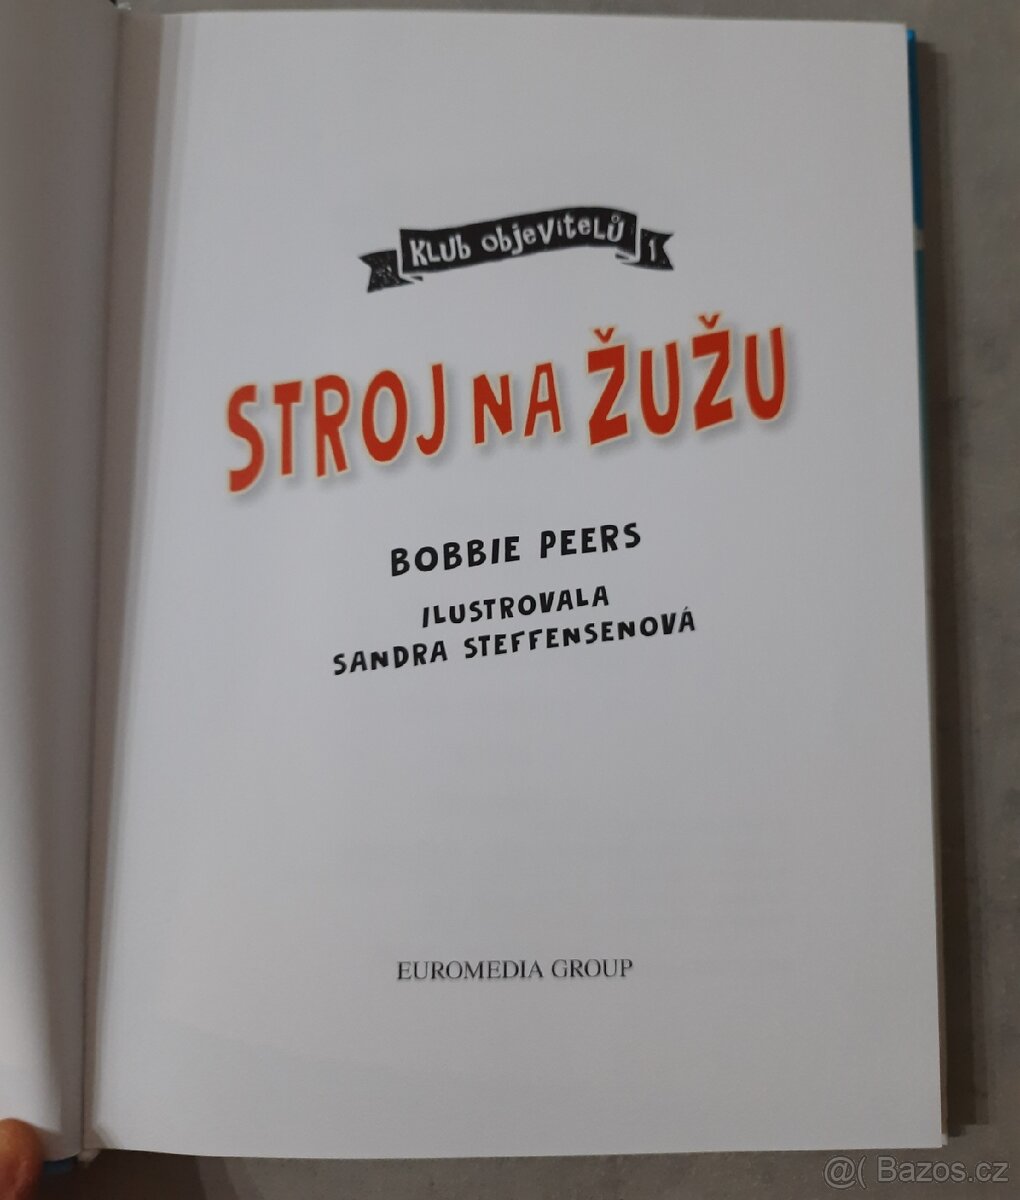 Klub objevitelů 1
STROJ NA ŽUŽU
BOBBIE PEERS
ILUSTROVALA
SANDRA STEFFENSENOVÁ
EUROMEDIA GROUP
@( Bazos.cz